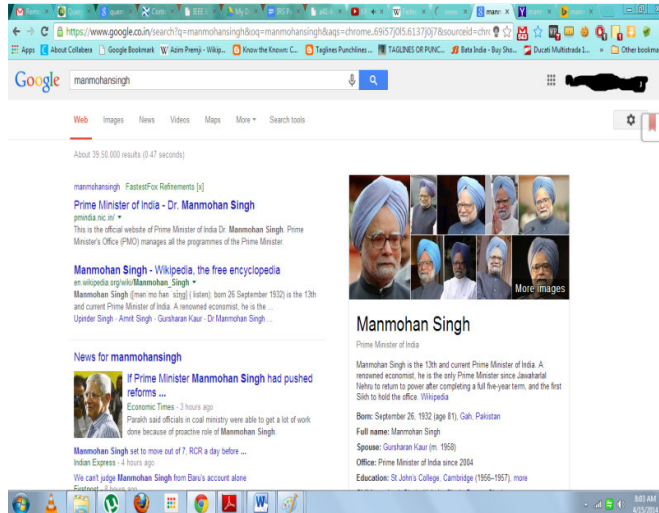 https://www.google.co.in/search?q=manmohansingh&oq=manmohansingh&aqs=chrome..69i57j0l5.6137j0j7&sourceid=chr
Apps About Collabera Google Bookmark W Azim Premji - Wikip... Know the Known: C... Taglines Punchlines... TAGLINES OR PUNC... Bata India - Buy Sho... Ducati Multistrada 1... » Other bookma
Google manmohansingh
Web Images News Videos Maps More Search tools
About 39,50,000 results (0.47 seconds)
manmohansingh FastestFox Refinements [x]
Prime Minister of India - Dr. Manmohan Singh
pmindia.nic.in/
This is the official website of Prime Minister of India Dr. Manmohan Singh. Prime
Minister's Office (PMO) manages all the programmes of the Prime Minister.
Manmohan Singh - Wikipedia, the free encyclopedia
en.wikipedia.org/wiki/Manmohan_Singh
Manmohan Singh ( listen); born 26 September 1932) is the 13th
and current Prime Minister of India. A renowned economist, he is the ...
Upinder Singh - Amrit Singh - Gursharan Kaur - Dr Manmohan Singh ...
News for manmohansingh
If Prime Minister Manmohan Singh had pushed
reforms ...
Economic Times - 3 hours ago
Parakh said officials in coal ministry were able to get a lot of work
done because of proactive role of Manmohan Singh.
Manmohan Singh set to move out of 7, RCR a day before ...
Indian Express - 4 hours ago
We can't judge Manmohan Singh from Baru's account alone
Firstpost - 8 hours ago
More images
Manmohan Singh
Prime Minister of India
Manmohan Singh is the 13th and current Prime Minister of India. A
renowned economist, he is the only Prime Minister since Jawaharlal
Nehru to return to power after completing a full five-year term, and the first
Sikh to hold the office. Wikipedia
Born: September 26, 1932 (age 81), Gah, Pakistan
Full name: Manmohan Singh
Spouse: Gursharan Kaur (m. 1958)
Office: Prime Minister of India since 2004
Education: St John's College, Cambridge (1956–1957), more
8:03 AM
4/15/2014